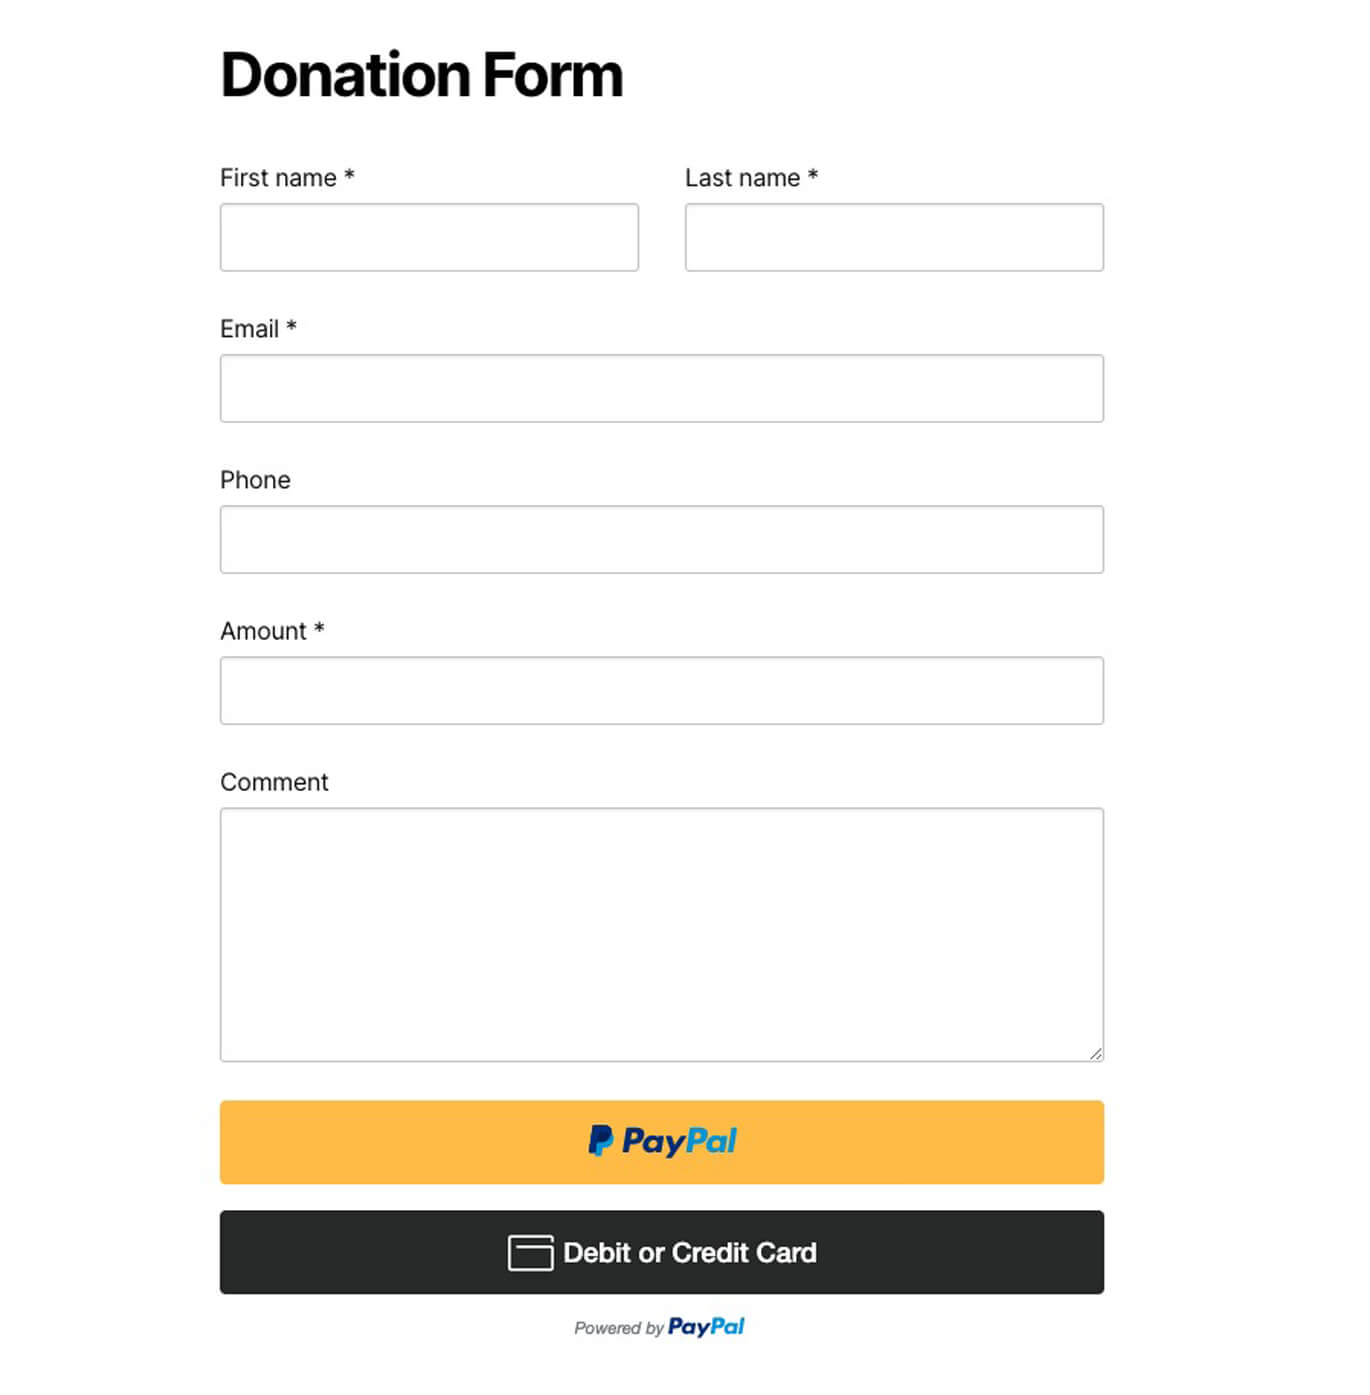 Donation Form
First name * Last name *
Email *
Phone
Amount *
Comment
PayPal
Debit or Credit Card
Powered by PayPal